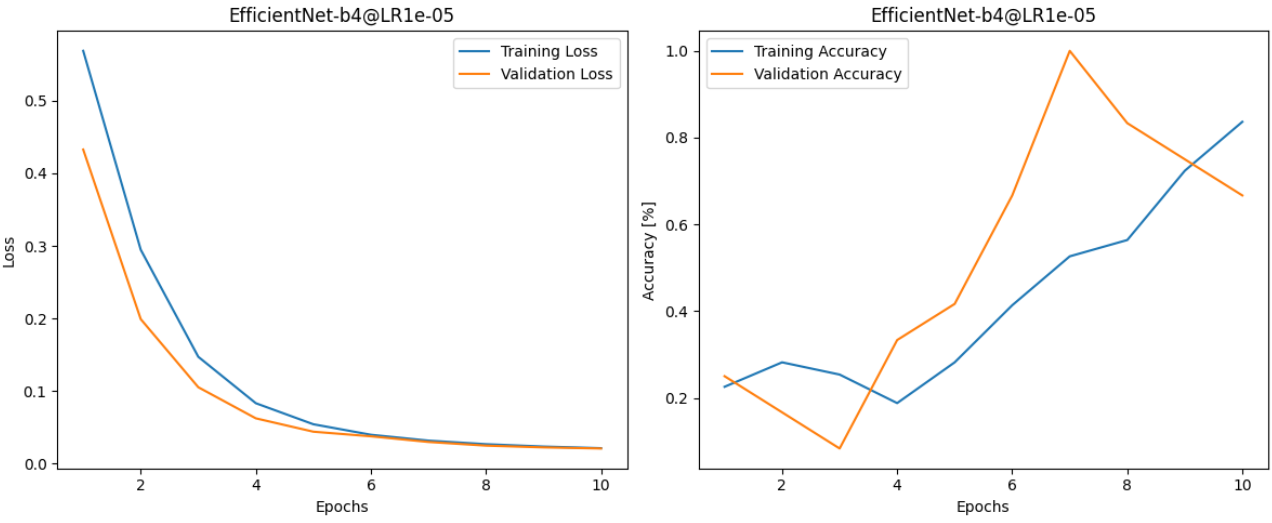 EfficientNet-b4@LR1e-05
Training Loss
Validation Loss
0.5
0.4
0.3
0.2
0.1
0.0
Loss
2 4 6 8 10
Epochs
EfficientNet-b4@LR1e-05
Training Accuracy
Validation Accuracy
1.0
0.8
0.6
0.4
0.2
Accuracy [%]
2 4 6 8 10
Epochs